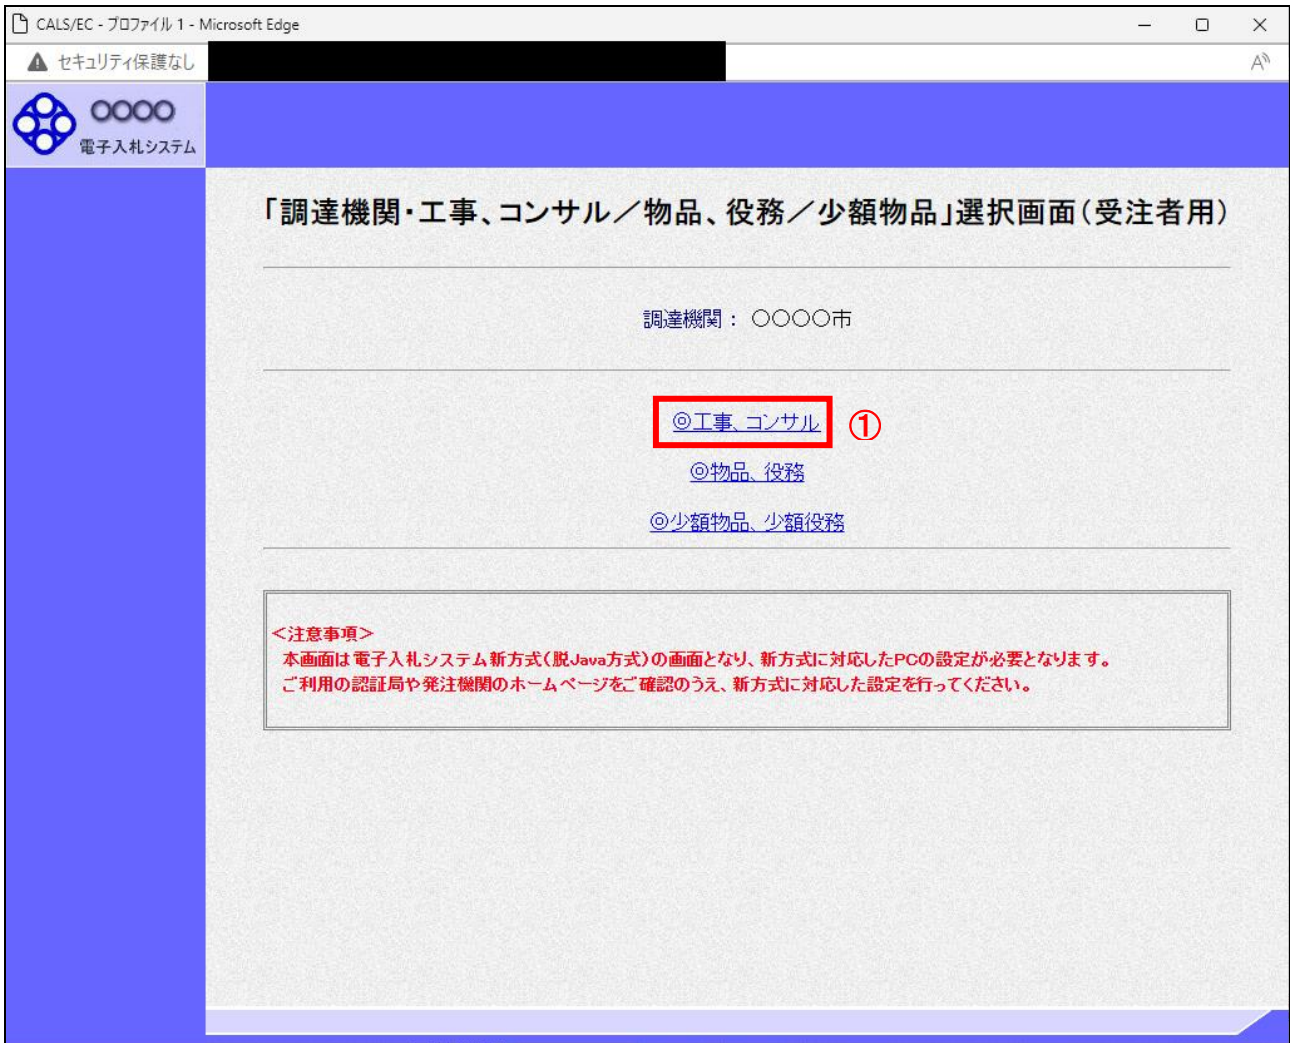 CALS/EC - プロファイル 1 - Microsoft Edge
セキュリティ保護なし
○○○○
電子入札システム
「調達機関・工事、コンサル／物品、役務／少額物品」選択画面（受注者用）
調達機関： ○○○○市
◎工事、コンサル ①
◎物品、役務
◎少額物品、少額役務
＜注意事項＞
本画面は電子入札システム新方式（脱Java方式）の画面となり、新方式に対応したPCの設定が必要となります。
ご利用の認証局や発注機関のホームページをご確認のうえ、新方式に対応した設定を行ってください。